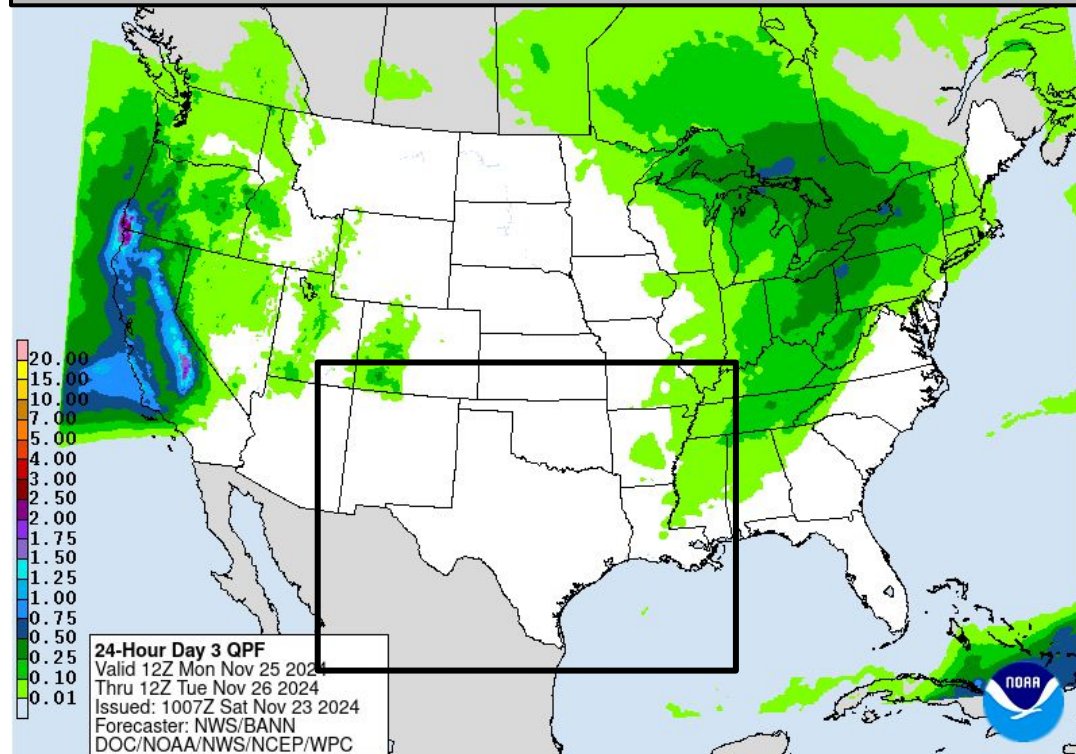 20.00
15.00
10.00
7.00
5.00
4.00
3.00
2.50
2.00
1.75
1.50
1.25
1.00
0.75
0.50
0.25
0.10
0.01
24-Hour Day 3 QPF
Valid 12Z Mon Nov 25 2024
Thru 12Z Tue Nov 26 2024
Issued: 1007Z Sat Nov 23 2024
Forecaster: NWS/BANN
DOC/NOAA/NWS/NCEP/WPC
NOAA